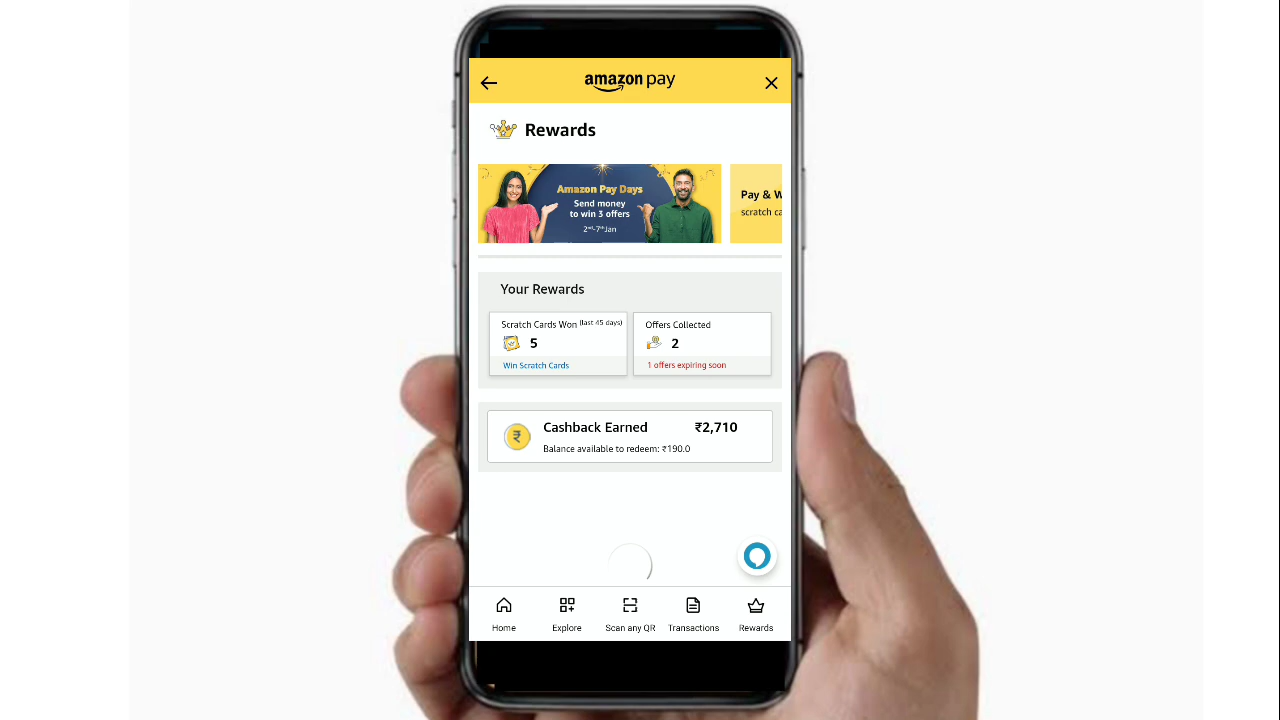 amazon pay
Rewards
Amazon Pay Days
Send money
to win 3 offers
2nd-7th Jan
Pay & W
scratch ca
Your Rewards
Scratch Cards Won (last 45 days)
5
Win Scratch Cards
Offers Collected
2
1 offers expiring soon
Cashback Earned ₹2,710
Balance available to redeem: ₹190.0
Home Explore Scan any QR Transactions Rewards